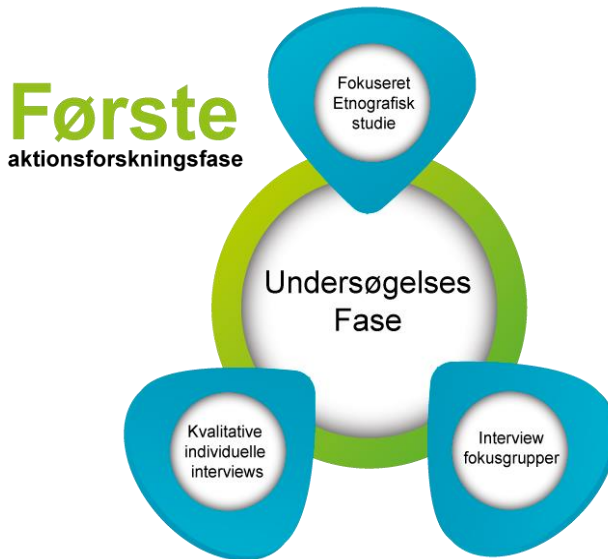 Første
aktionsforskningsfase
Fokuseret
Etnografisk
studie
Undersøgelses
Fase
Kvalitative
individuelle
interviews
Interview
fokusgrupper